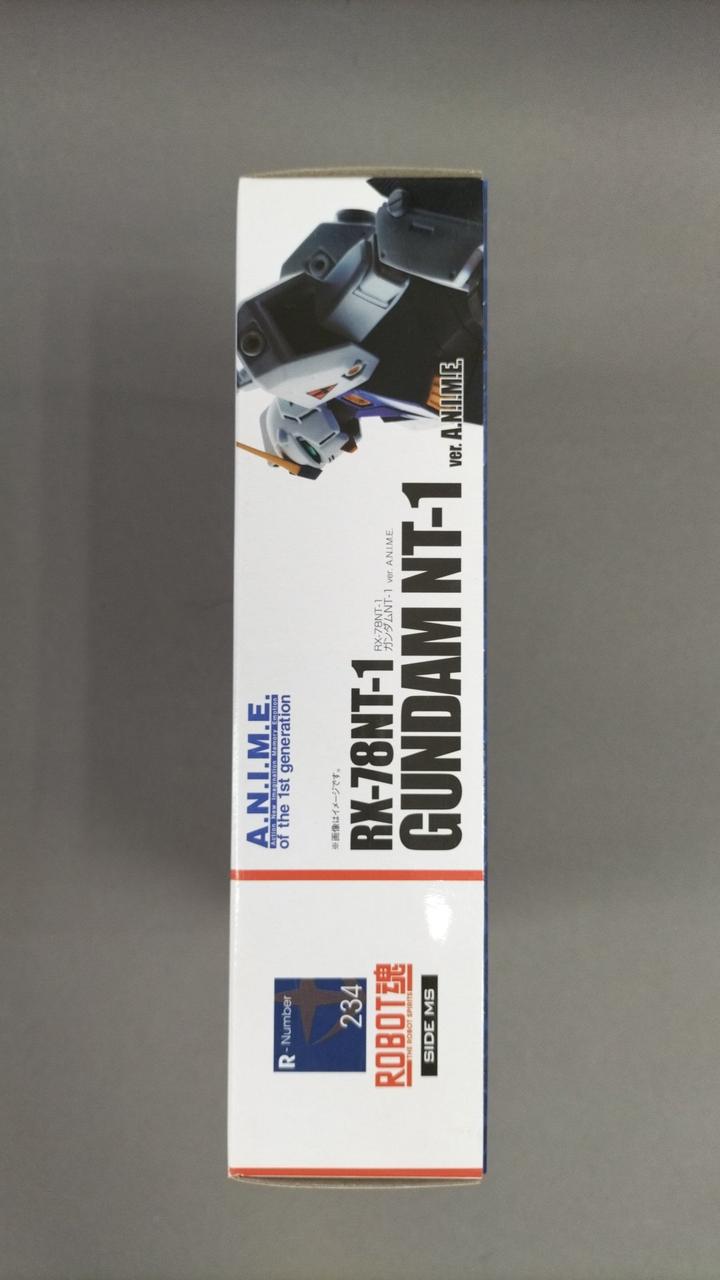 A.N.I.M.E.
Action New Imagination Memory Emotion
of the 1st generation
※画像はイメージです。
RX-78NT-1
RX-78NT-1
ガンダムNT-1 ver. A.N.I.M.E.
GUNDAM NT-1 ver. A.N.I.M.E.
R-Number
234
ROBOT魂
THE ROBOT SPIRITS
SIDE MS